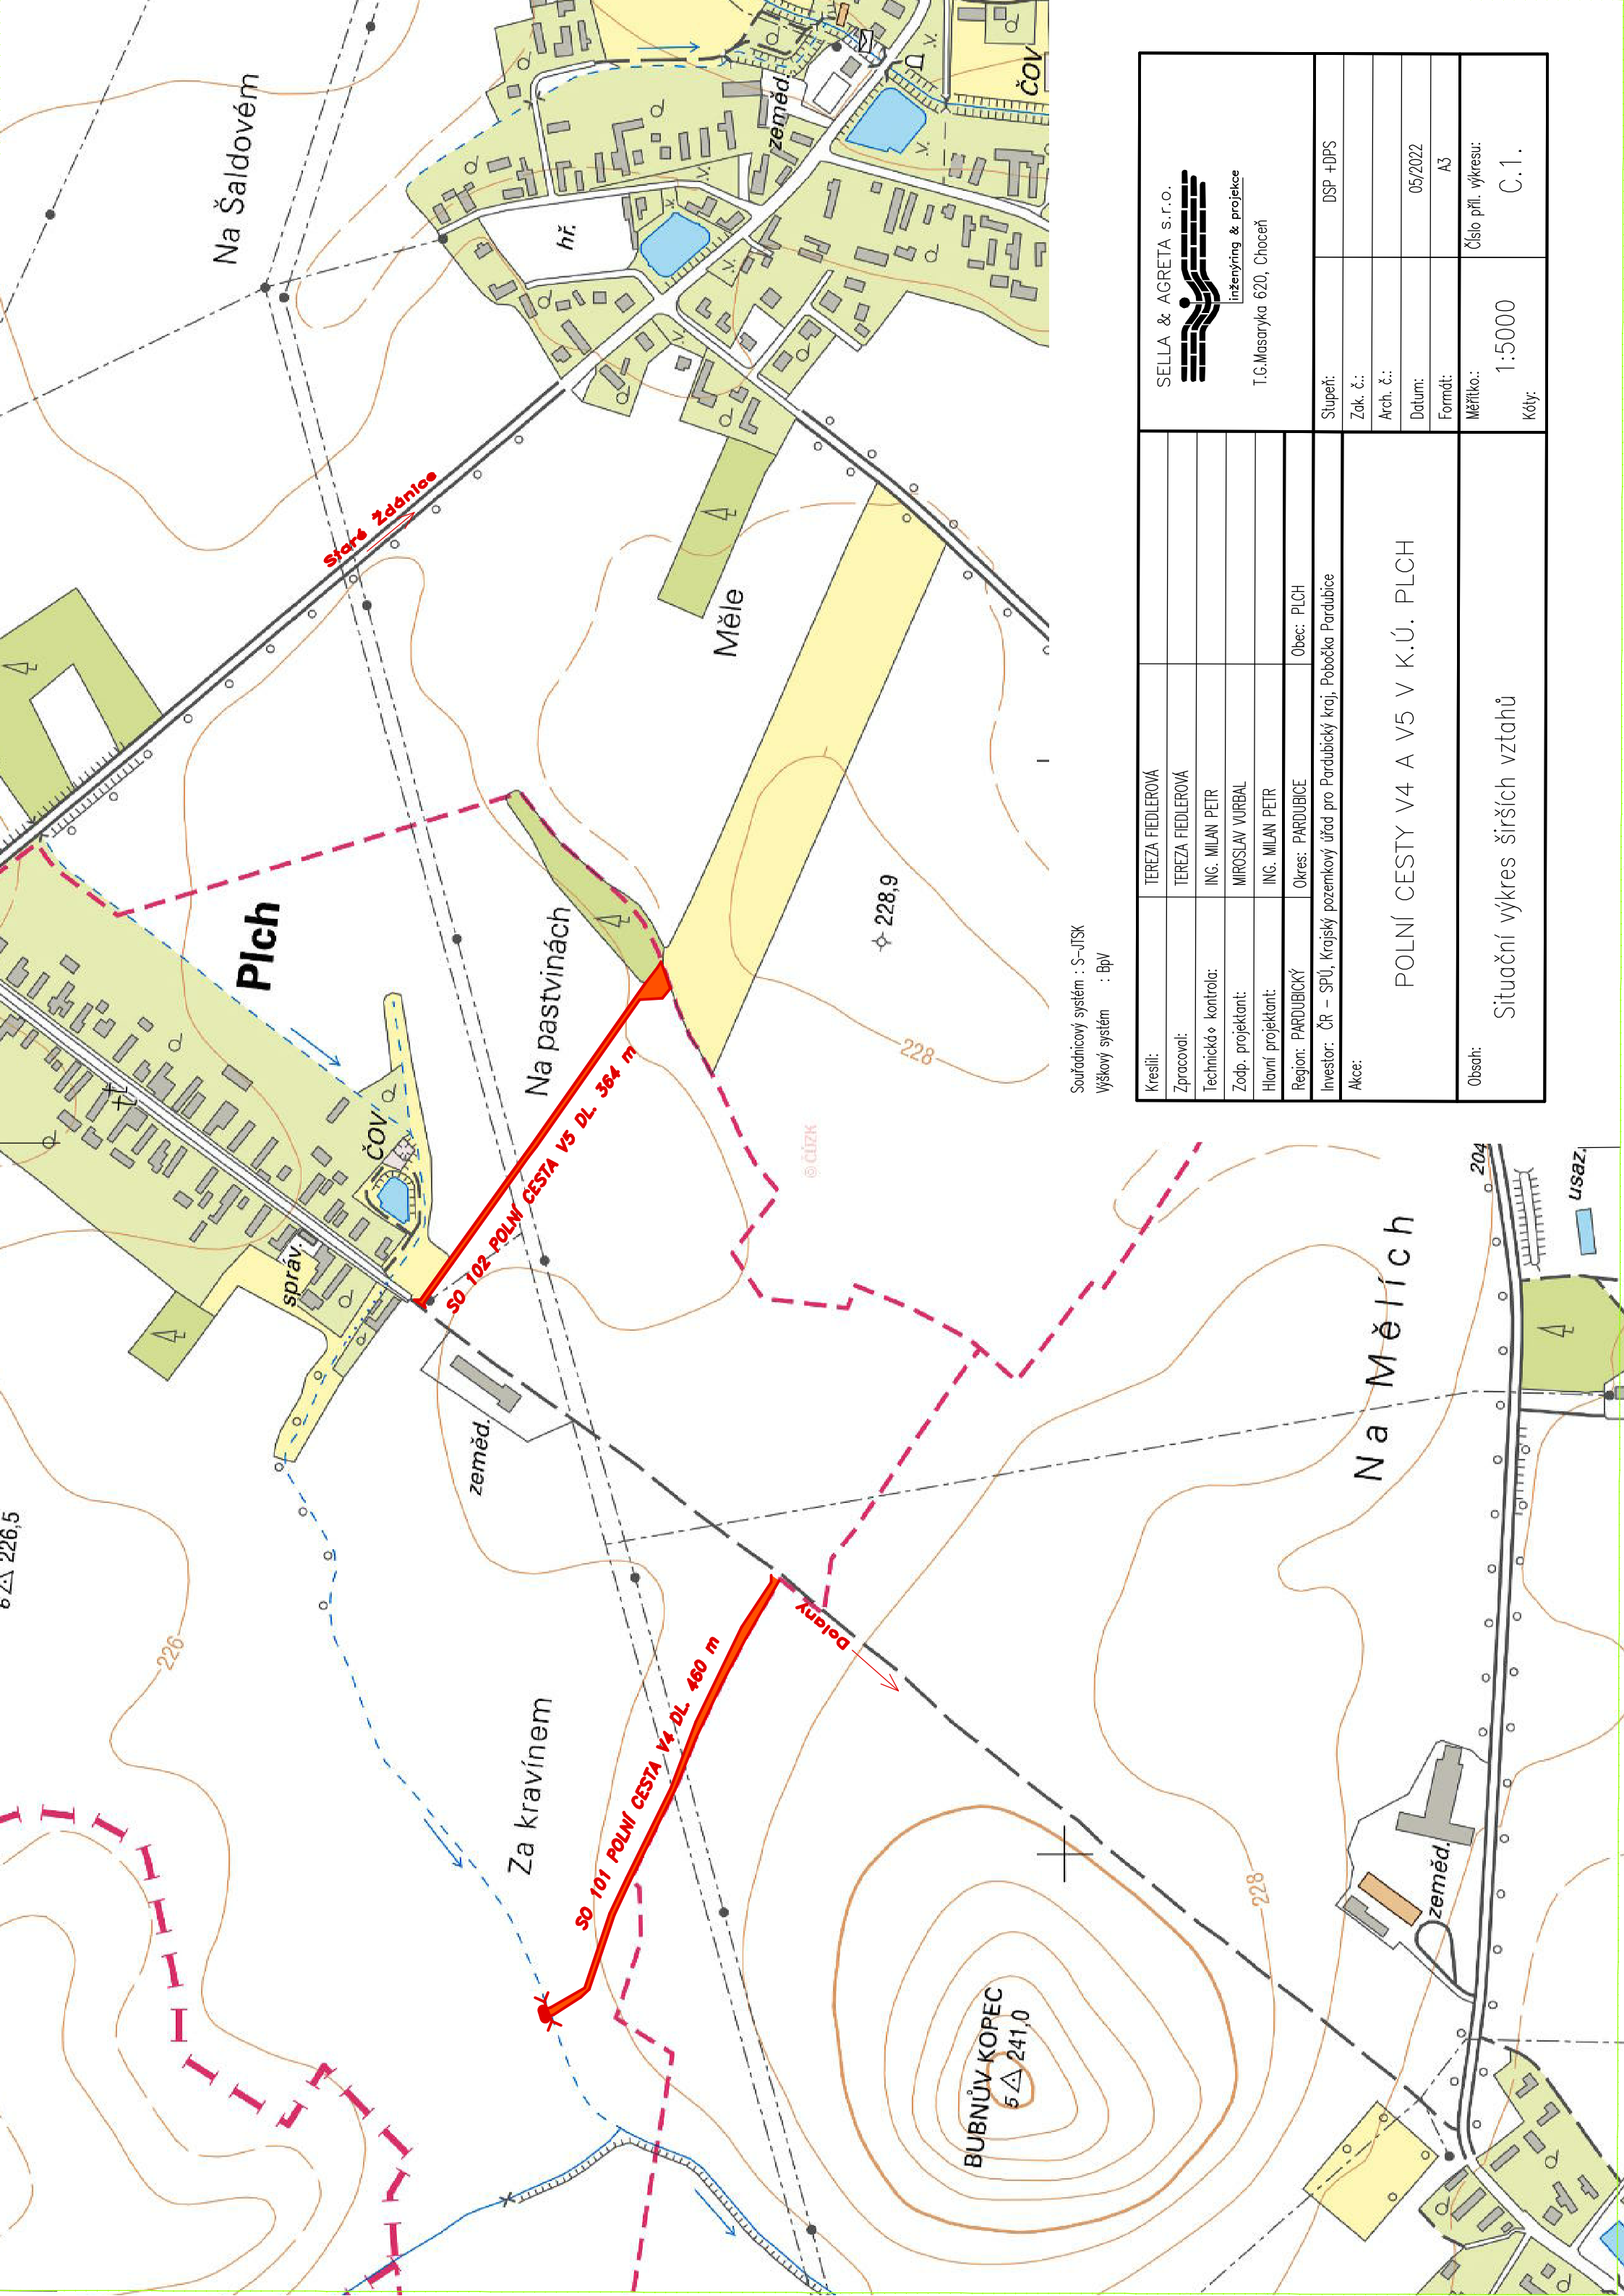 Na Šaldovém
hř.
zeměd.
ČOV
Staré Ždánice
Měle
Plch
Na pastvinách
ČOV
správ.
SO 102 POLNÍ CESTA V5 DL. 364 m
228,9
228
© ČÚZK
zeměd.
226,5
226
Za kravínem
SO 101 POLNÍ CESTA V4 DL. 460 m
Dolany
Na Mělích
204
usaz.
228
zeměd.
BUBNŮV KOPEC
5 241,0
Souřadnicový systém : S-JTSK
Výškový systém : BpV
Kreslil: TEREZA FIEDLEROVÁ
Zpracoval: TEREZA FIEDLEROVÁ
Technická kontrola: ING. MILAN PETR
Zodp. projektant: MIROSLAV VURBAL
Hlavní projektant: ING. MILAN PETR
Region: PARDUBICKÝ Okres: PARDUBICE Obec: PLCH
Investor: ČR – SPÚ, Krajský pozemkový úřad pro Pardubický kraj, Pobočka Pardubice
Akce:
POLNÍ CESTY V4 A V5 V K.Ú. PLCH
Obsah:
Situační výkres širších vztahů
SELLA & AGRETA s.r.o.
inženýring & projekce
T.G.Masaryka 620, Choceň
Stupeň: DSP +DPS
Zak. č.:
Arch. č.:
Datum: 05/2022
Formát: A3
Měřítko.:
1:5000
Kóty:
Číslo příl. výkresu:
C.1.